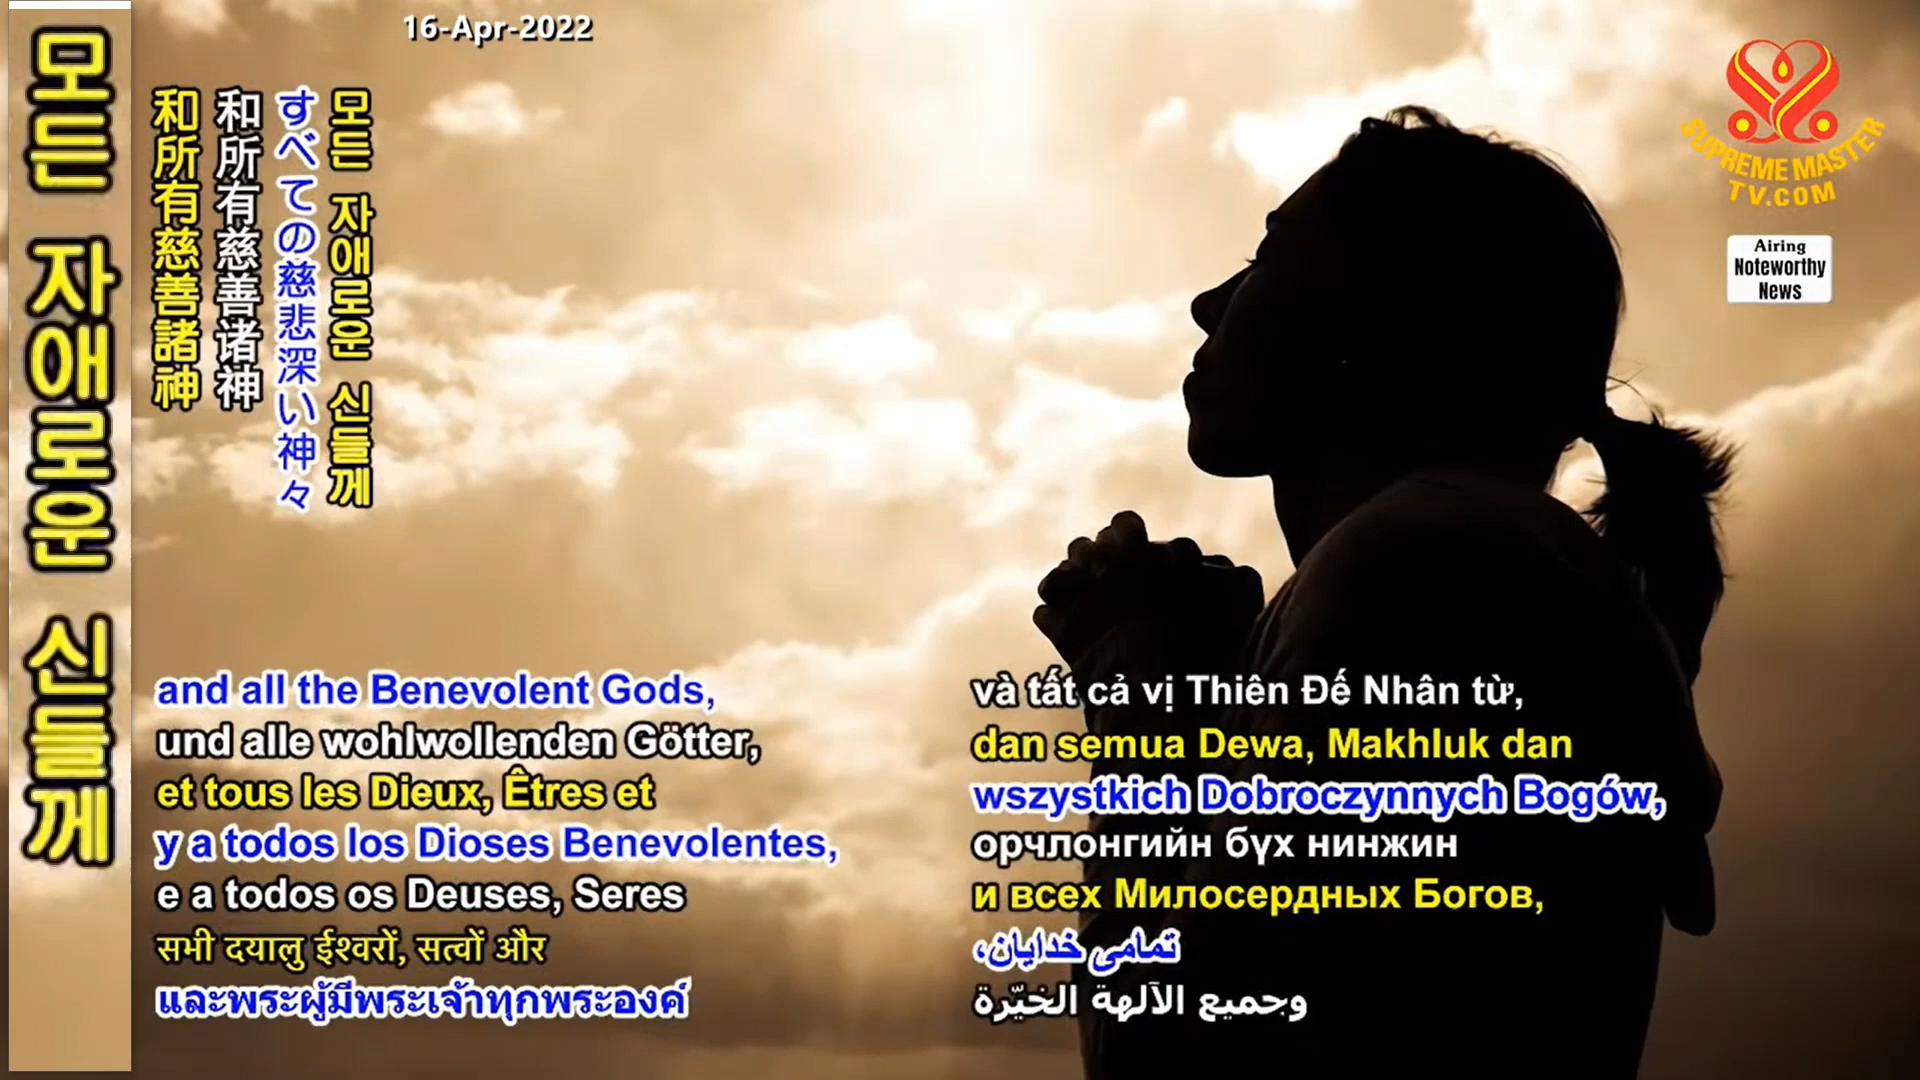 모든 자애로운 신들께
16-Apr-2022
和所有慈善諸神
和所有慈善诸神
すべての慈悲深い神々
모든 자애로운 신들께
SUPREME MASTER
TV.COM
Airing
Noteworthy
News
and all the Benevolent Gods,
und alle wohlwollenden Götter,
et tous les Dieux, Êtres et
y a todos los Dioses Benevolentes,
e a todos os Deuses, Seres
सभी दयालु ईश्वरों, सत्वों और
และพระผู้มีพระเจ้าทุกพระองค์
và tất cả vị Thiên Đế Nhân từ,
dan semua Dewa, Makhluk dan
wszystkich Dobroczynnych Bogów,
орчлонгийн бүх нинжин
и всех Милосердных Богов,
تمامی خدایان،
وجميع الآلهة الخيّرة